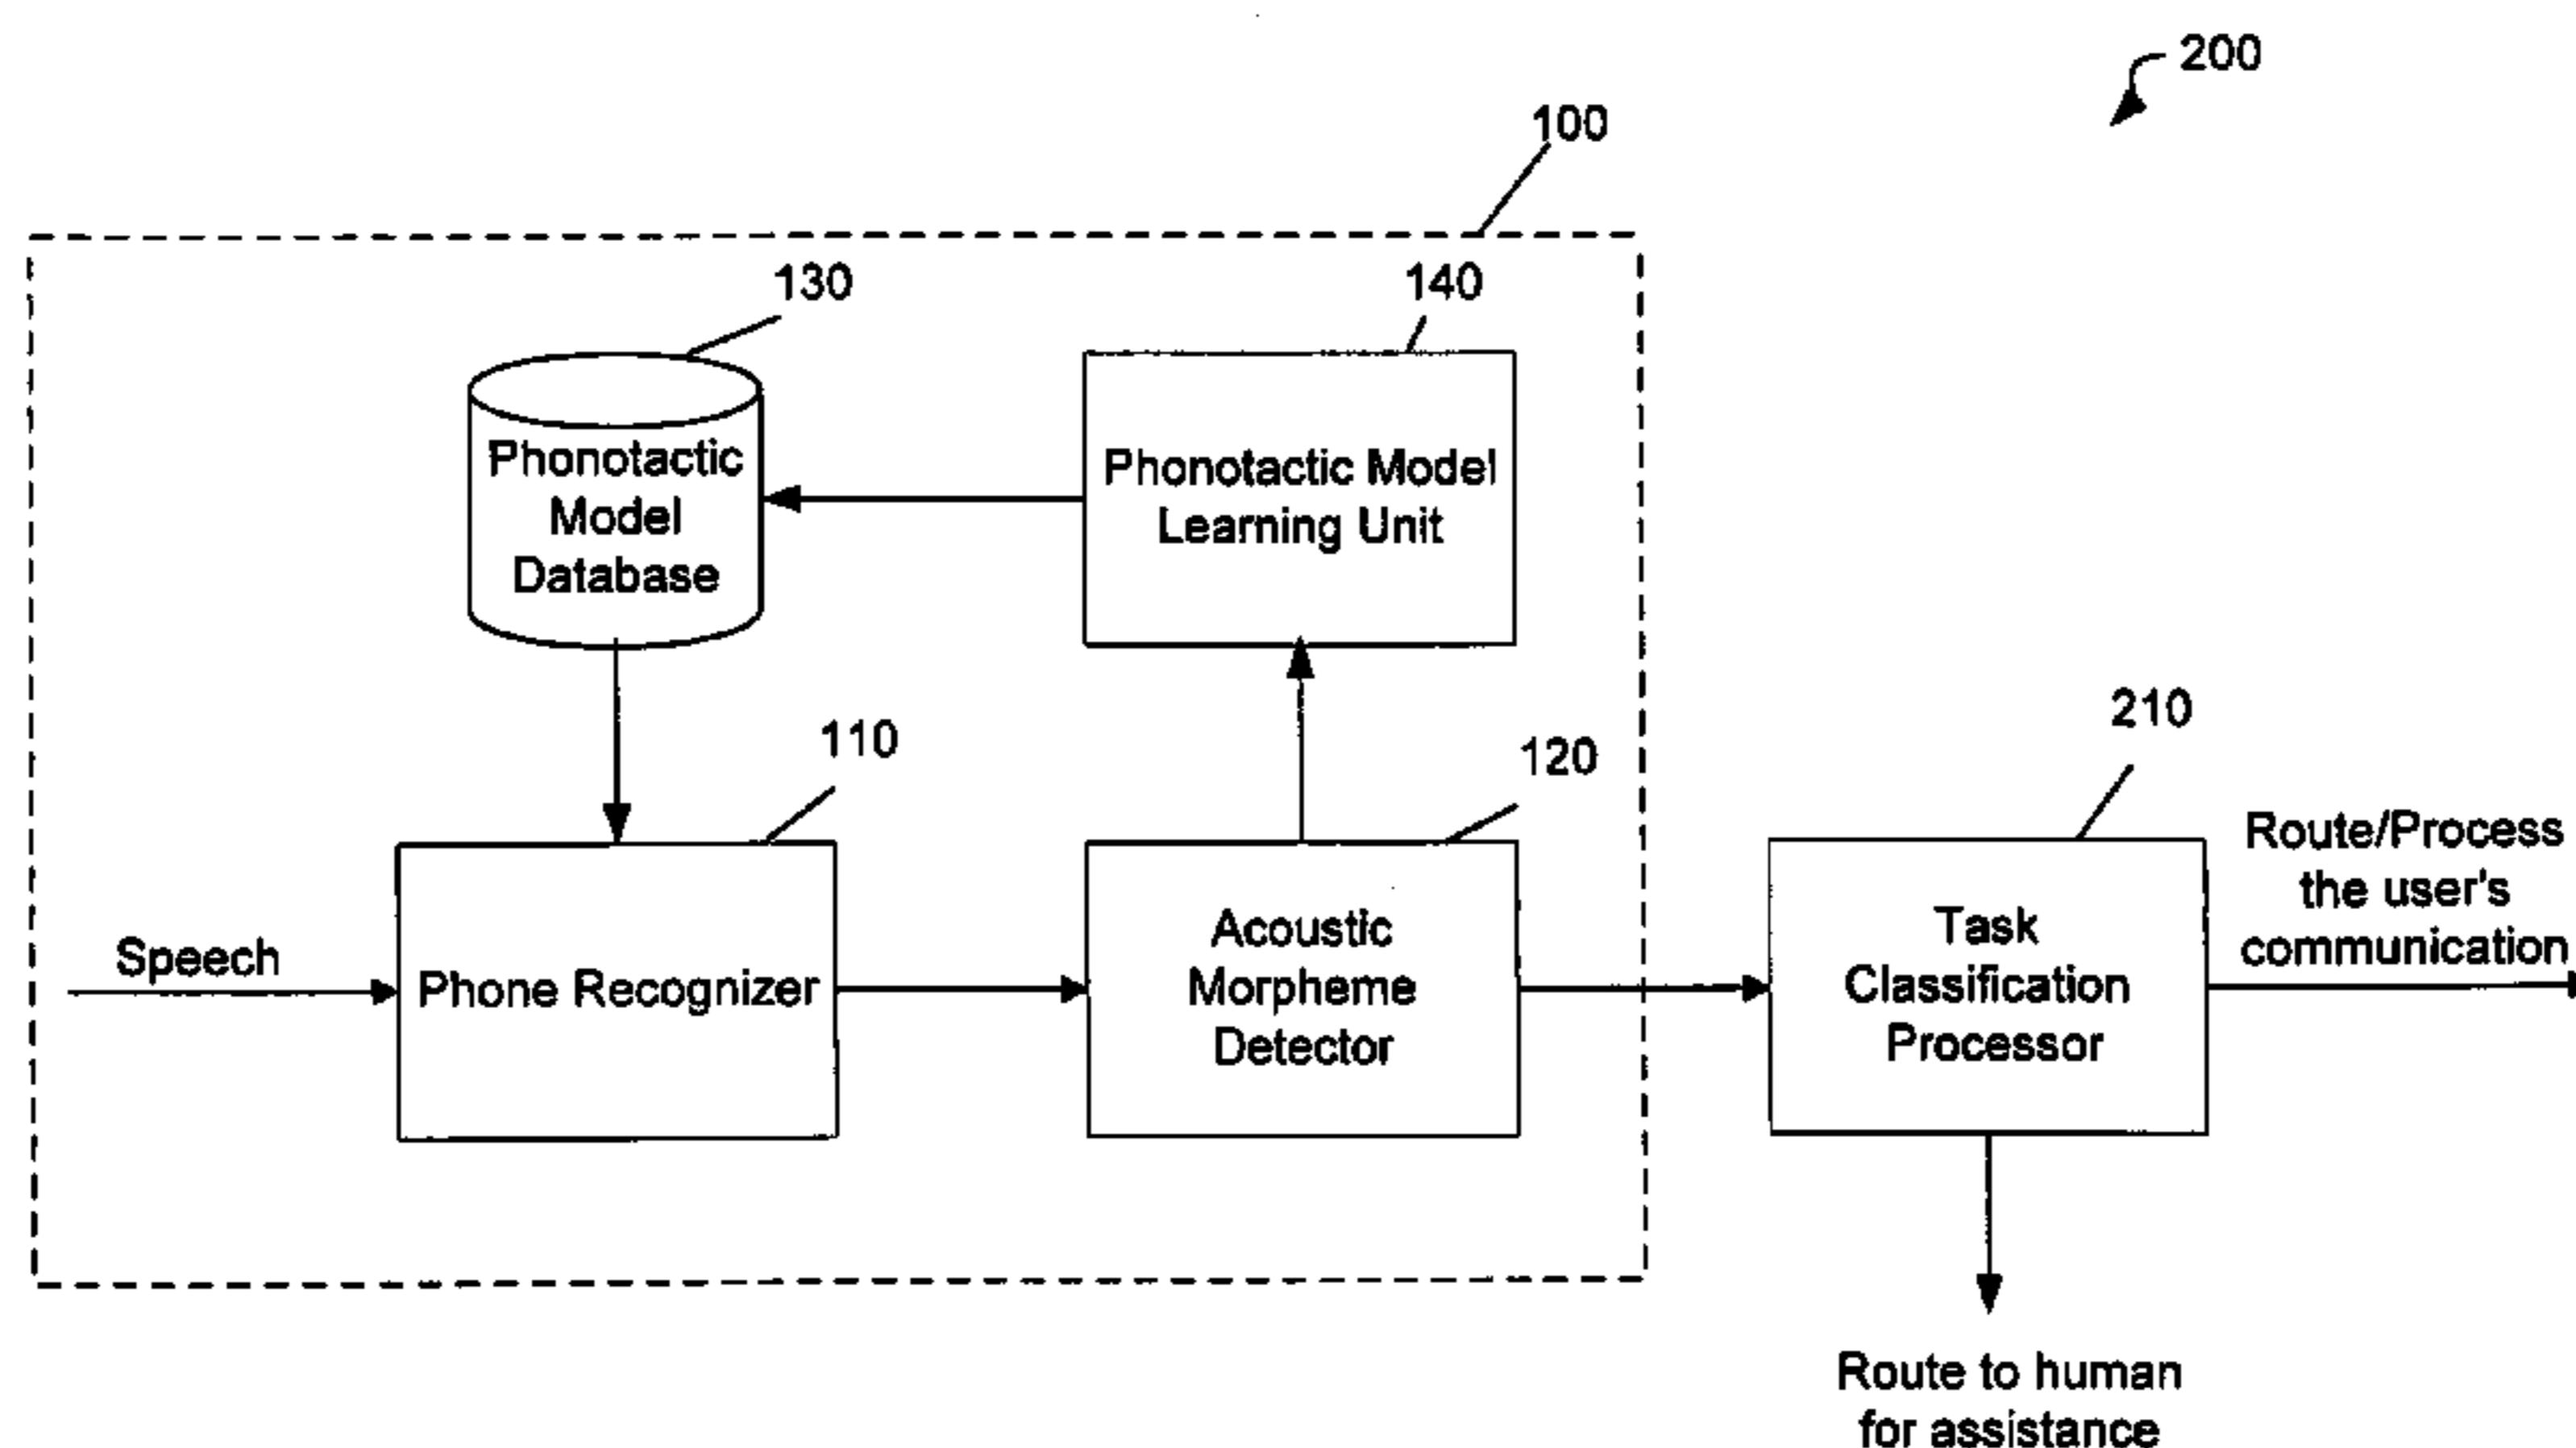 200
100
130
140
Phonotactic
Model
Database
Phonotactic Model
Learning Unit
110
120
210
Speech
Phone Recognizer
Acoustic
Morpheme
Detector
Task
Classification
Processor
Route/Process
the user's
communication
Route to human
for assistance